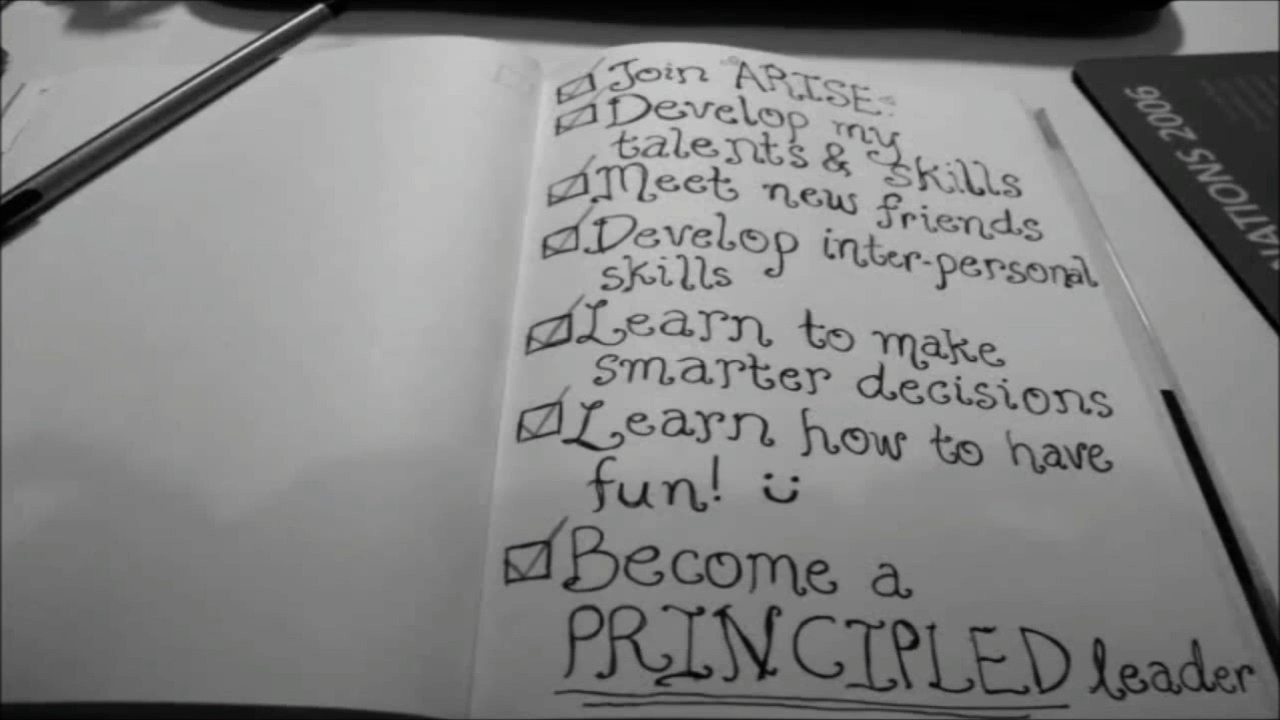 Join ARISE:
Develop my
talents & skills
Meet new friends
Develop inter-personal
skills
Learn to make
smarter decisions
Learn how to have
fun! :)
Become a
PRINCIPLED leader
NATIONS 2006